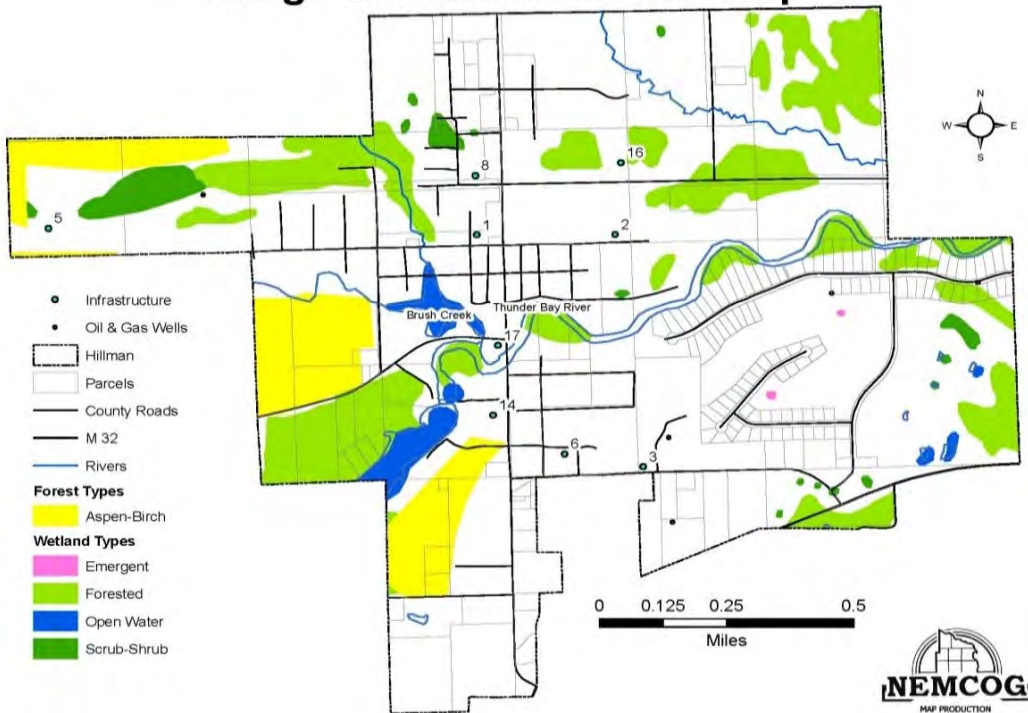 N
W E
S
8
16
5
1
2
Brush Creek
Thunder Bay River
17
14
6
3
Infrastructure
Oil & Gas Wells
Hillman
Parcels
County Roads
M 32
Rivers
Forest Types
Aspen-Birch
Wetland Types
Emergent
Forested
Open Water
Scrub-Shrub
0 0.125 0.25 0.5
Miles
NEMCOG
MAP PRODUCTION